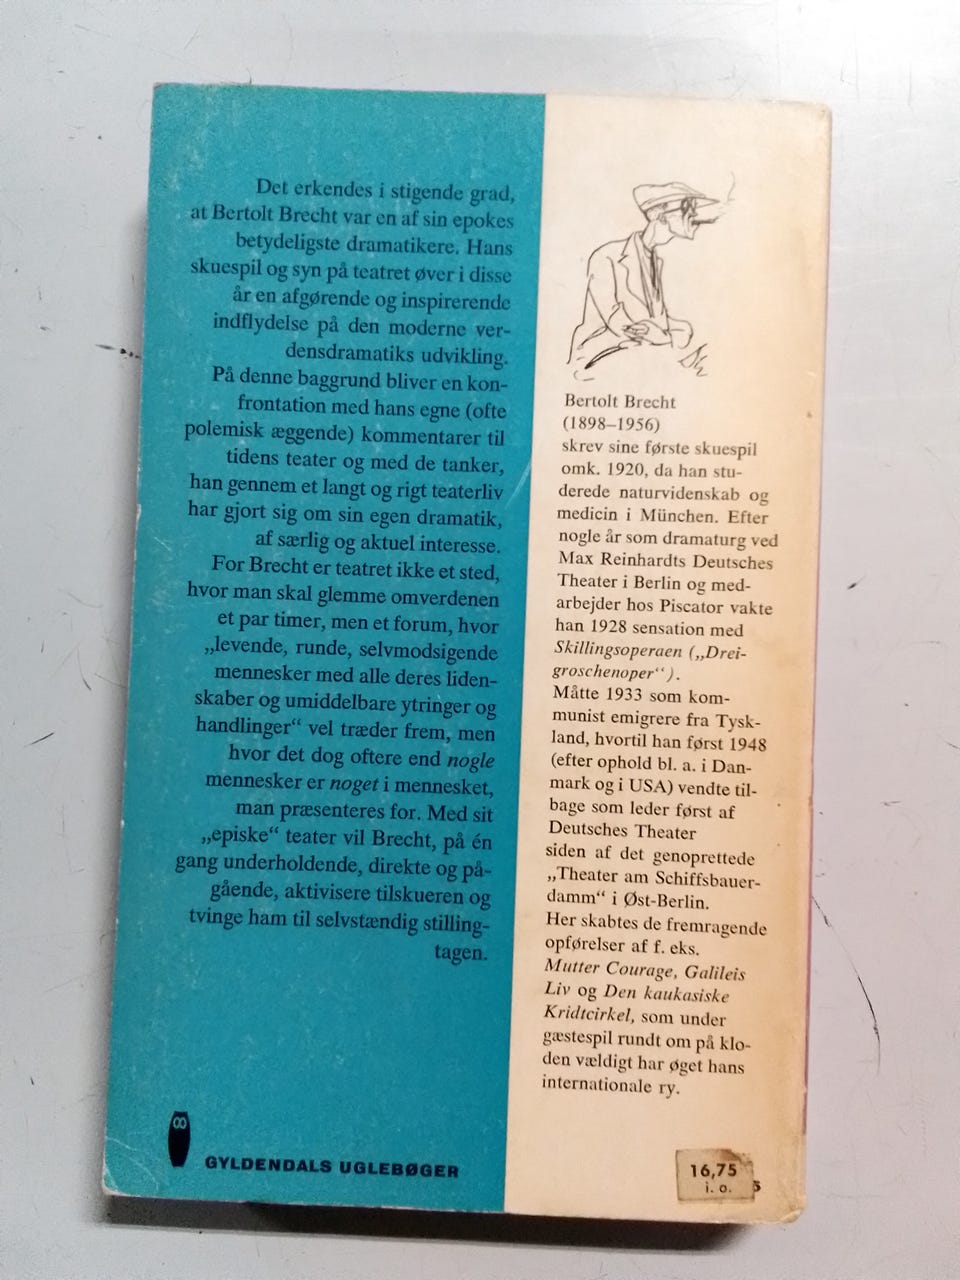 Det erkendes i stigende grad,
at Bertolt Brecht var en af sin epokes
betydeligste dramatikere. Hans
skuespil og syn på teatret øver i disse
år en afgørende og inspirerende
indflydelse på den moderne ver-
densdramatiks udvikling.
På denne baggrund bliver en kon-
frontation med hans egne (ofte
polemisk æggende) kommentarer til
tidens teater og med de tanker,
han gennem et langt og rigt teaterliv
har gjort sig om sin egen dramatik,
af særlig og aktuel interesse.
For Brecht er teatret ikke et sted,
hvor man skal glemme omverdenen
et par timer, men et forum, hvor
„levende, runde, selvmodsigende
mennesker med alle deres liden-
skaber og umiddelbare ytringer og
handlinger“ vel træder frem, men
hvor det dog oftere end nogle
mennesker er noget i mennesket,
man præsenteres for. Med sit
„episke“ teater vil Brecht, på én
gang underholdende, direkte og på-
gående, aktivisere tilskueren og
tvinge ham til selvstændig stilling-
tagen.
GYLDENDALS UGLEBØGER
Bertolt Brecht
(1898–1956)
skrev sine første skuespil
omk. 1920, da han stu-
derede naturvidenskab og
medicin i München. Efter
nogle år som dramaturg ved
Max Reinhardts Deutsches
Theater i Berlin og med-
arbejder hos Piscator vakte
han 1928 sensation med
Skillingsoperaen („Drei-
groschenoper“).
Måtte 1933 som kom-
munist emigrere fra Tysk-
land, hvortil han først 1948
(efter ophold bl. a. i Dan-
mark og i USA) vendte til-
bage som leder først af
Deutsches Theater
siden af det genoprettede
„Theater am Schiffsbauer-
damm“ i Øst-Berlin.
Her skabtes de fremragende
opførelser af f. eks.
Mutter Courage, Galileis
Liv og Den kaukasiske
Kridtcirkel, som under
gæstespil rundt om på klo-
den vældigt har øget hans
internationale ry.
16,75
i. o.
5